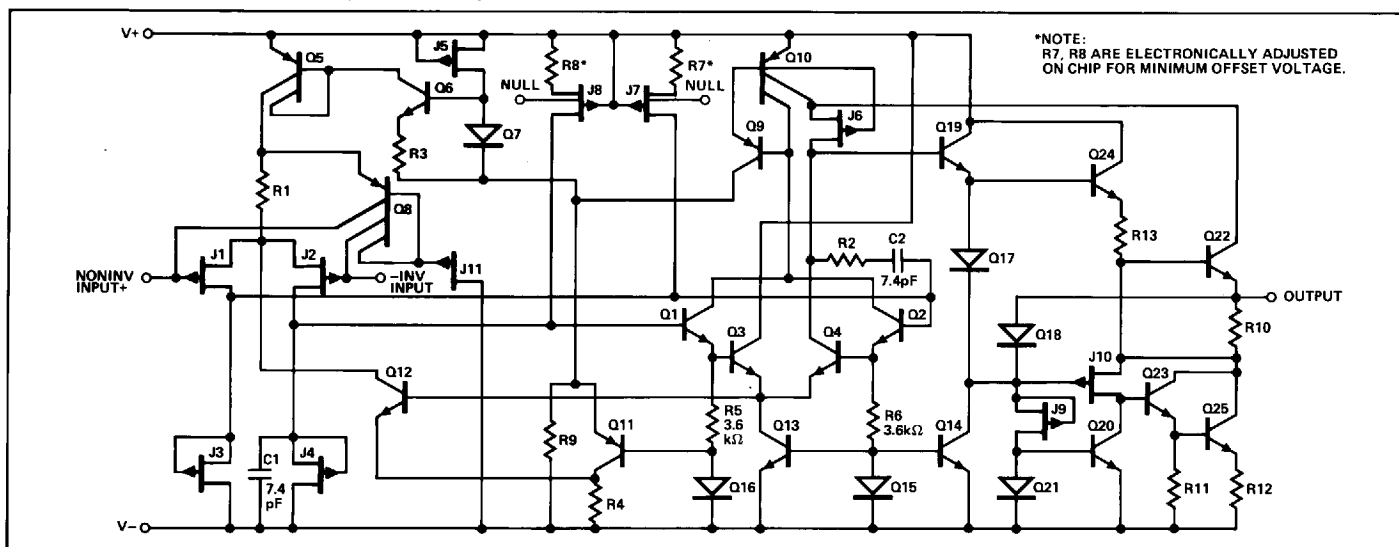 V+
Q5
J5
R8*
R7*
Q10
*NOTE:
R7, R8 ARE ELECTRONICALLY ADJUSTED
ON CHIP FOR MINIMUM OFFSET VOLTAGE.
Q6
NULL
J8
J7
NULL
J6
Q7
Q9
Q19
Q24
R3
R1
Q8
R13
Q22
R2
C2
7.4pF
J1
J2
J11
Q17
NONINV
INPUT+
–INV
INPUT
OUTPUT
Q1
Q2
Q3
Q4
Q18
R10
J10
Q12
Q23
R5
3.6
kΩ
R6
3.6kΩ
J9
Q25
R9
Q11
Q13
Q14
Q20
J3
C1
7.4
pF
J4
R4
Q16
Q15
Q21
R11
R12
V–